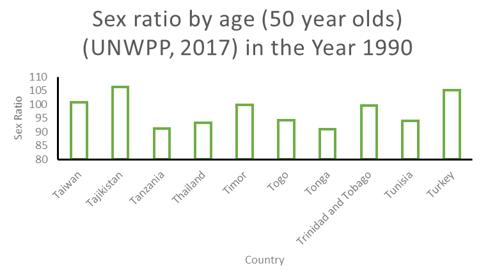 Sex ratio by age (50 year olds)
(UNWPP, 2017) in the Year 1990
Sex Ratio
110
105
100
95
90
85
80
Taiwan
Tajikistan
Tanzania
Thailand
Timor
Togo
Tonga
Trinidad and Tobago
Tunisia
Turkey
Country